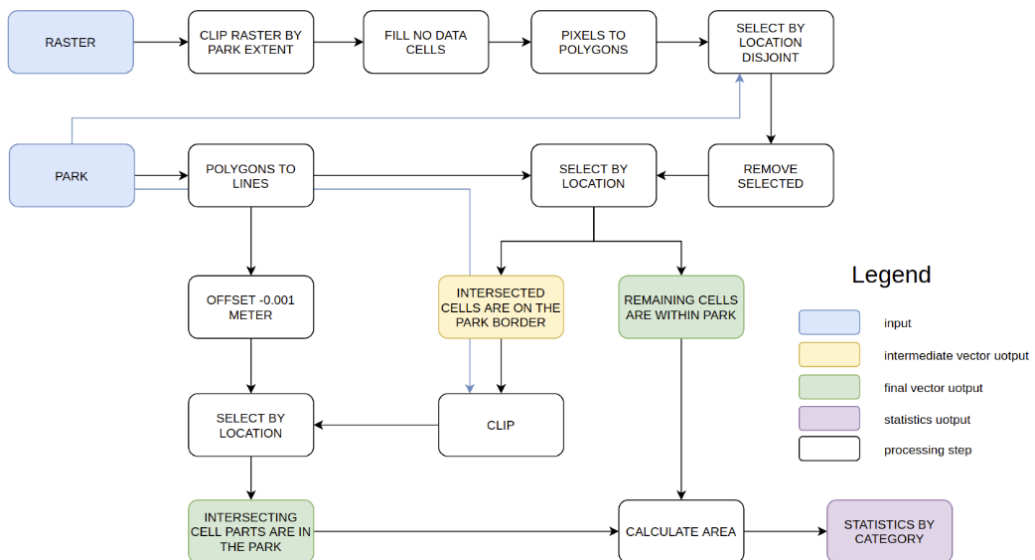 RASTER
CLIP RASTER BY
PARK EXTENT
FILL NO DATA
CELLS
PIXELS TO
POLYGONS
SELECT BY
LOCATION
DISJOINT
PARK
POLYGONS TO
LINES
SELECT BY
LOCATION
REMOVE
SELECTED
OFFSET -0.001
METER
INTERSECTED
CELLS ARE ON THE
PARK BORDER
REMAINING CELLS
ARE WITHIN PARK
SELECT BY
LOCATION
CLIP
INTERSECTING
CELL PARTS ARE IN
THE PARK
CALCULATE AREA
STATISTICS BY
CATEGORY
Legend
input
intermediate vector uotput
final vector uotput
statistics uotput
processing step